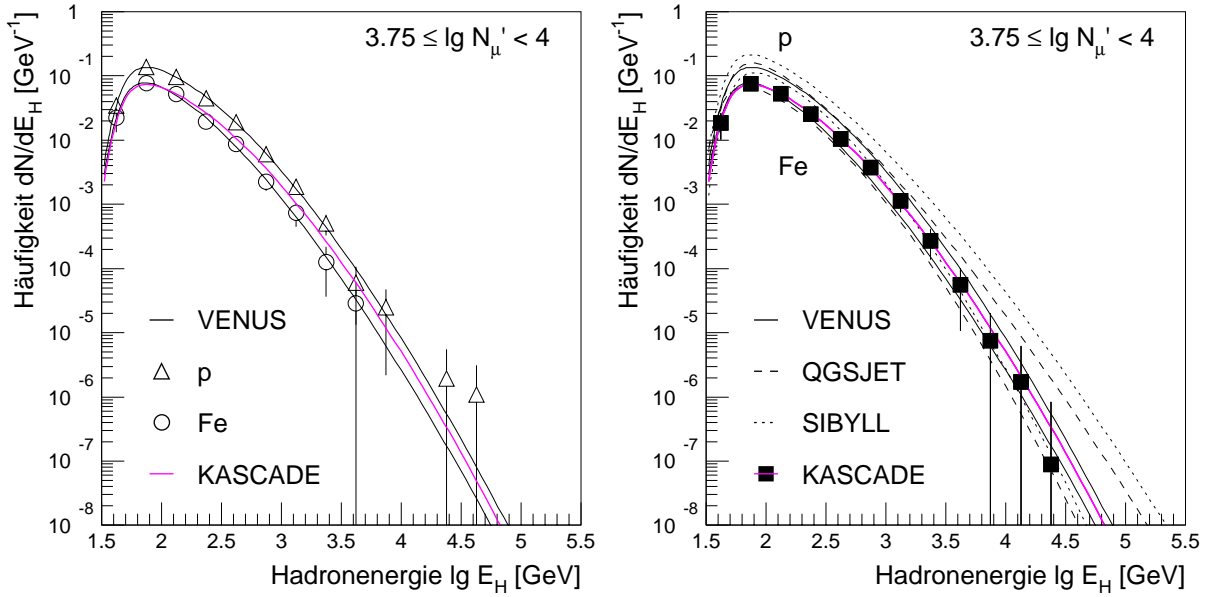 3.75 ≤ lg N_μ' < 4
Häufigkeit dN/dE_H [GeV^-1]
1
10^-1
10^-2
10^-3
10^-4
10^-5
10^-6
10^-7
10^-8
VENUS
p
Fe
KASCADE
1.5 2 2.5 3 3.5 4 4.5 5 5.5
Hadronenergie lg E_H [GeV]
3.75 ≤ lg N_μ' < 4
Häufigkeit dN/dE_H [GeV^-1]
1
10^-1
10^-2
10^-3
10^-4
10^-5
10^-6
10^-7
10^-8
p
Fe
VENUS
QGSJET
SIBYLL
KASCADE
1.5 2 2.5 3 3.5 4 4.5 5 5.5
Hadronenergie lg E_H [GeV]